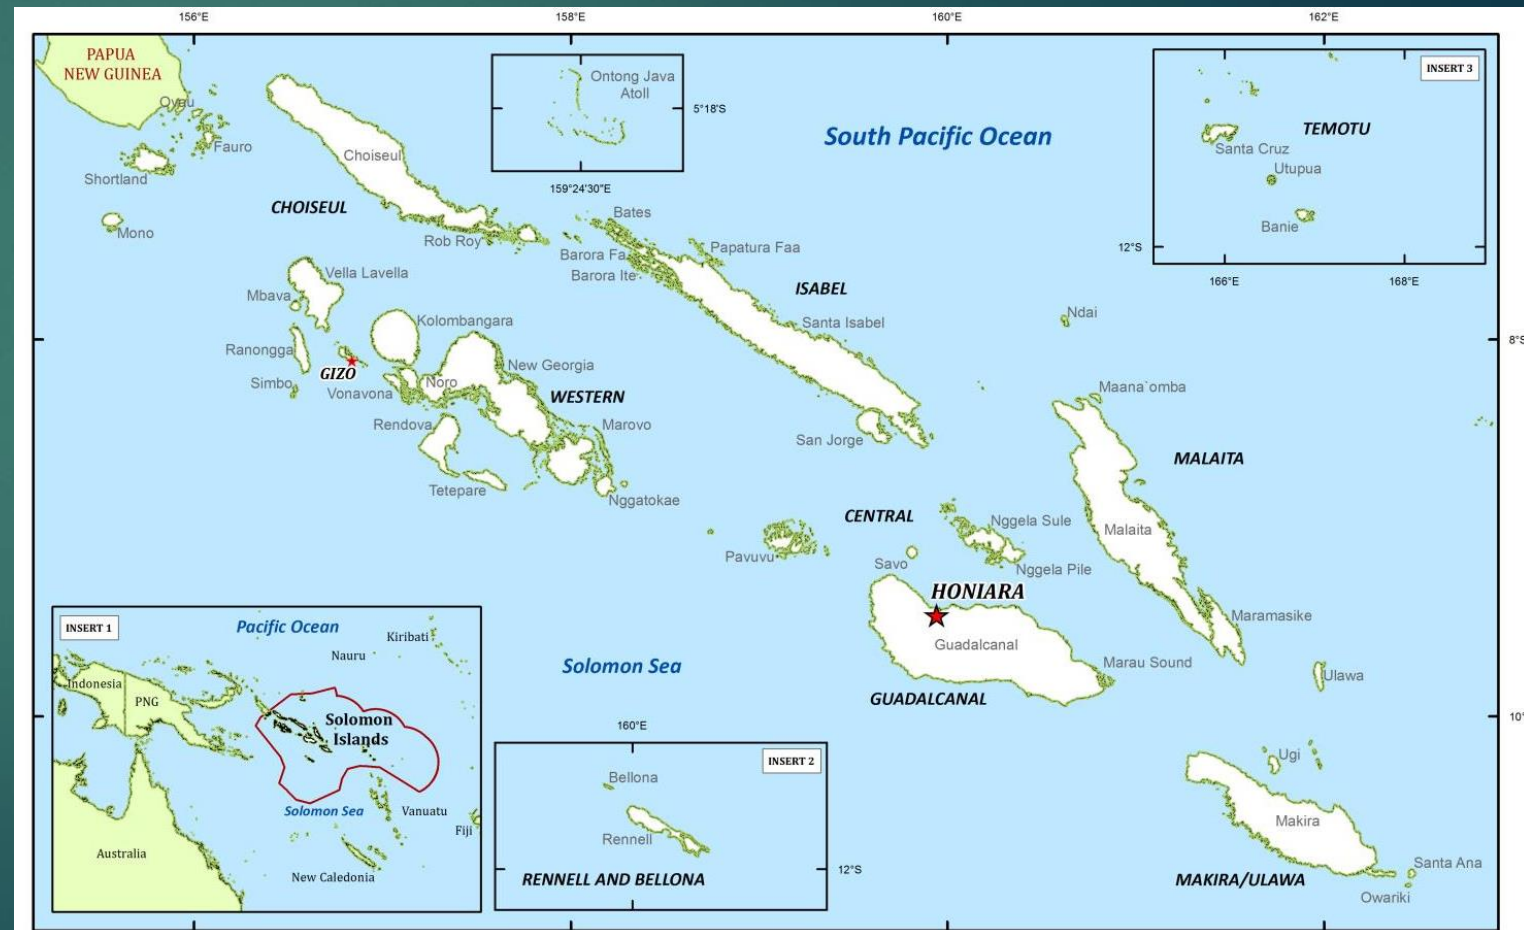 156°E
158°E
160°E
162°E
PAPUA
NEW GUINEA
Ovau
Fauro
Shortland
Mono
Choiseul
CHOISEUL
Rob Roy
Ontong Java
Atoll
5°18'S
159°24'30"E
South Pacific Ocean
INSERT 3
TEMOTU
Santa Cruz
Utupua
Banie
12°S
166°E
168°E
Bates
Barora Fa
Barora Ite
Papatura Faa
ISABEL
Santa Isabel
San Jorge
Vella Lavella
Mbava
Ranongga
GIZO
Simbo
Kolombangara
Vonavona
Noro
New Georgia
WESTERN
Rendova
Marovo
Tetepare
Nggatokae
Ndai
8°S
Maana`omba
MALAITA
Malaita
Maramasike
CENTRAL
Nggela Sule
Nggela Pile
Pavuvu
Savo
HONIARA
Guadalcanal
Marau Sound
GUADALCANAL
Solomon Sea
Ulawa
10°
Ugi
Makira
Santa Ana
Owariki
MAKIRA/ULAWA
INSERT 1
Pacific Ocean
Kiribati
Nauru
Indonesia
PNG
Solomon
Islands
Solomon Sea
Vanuatu
Fiji
Australia
New Caledonia
160°E
INSERT 2
Bellona
Rennell
12°S
RENNELL AND BELLONA